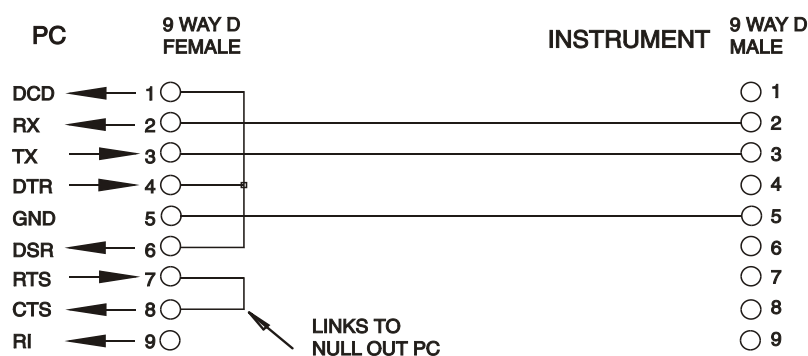 PC
9 WAY D
FEMALE
INSTRUMENT
9 WAY D
MALE
DCD 1 1
RX 2 2
TX 3 3
DTR 4 4
GND 5 5
DSR 6 6
RTS 7 7
CTS 8 8
RI 9 9
LINKS TO
NULL OUT PC